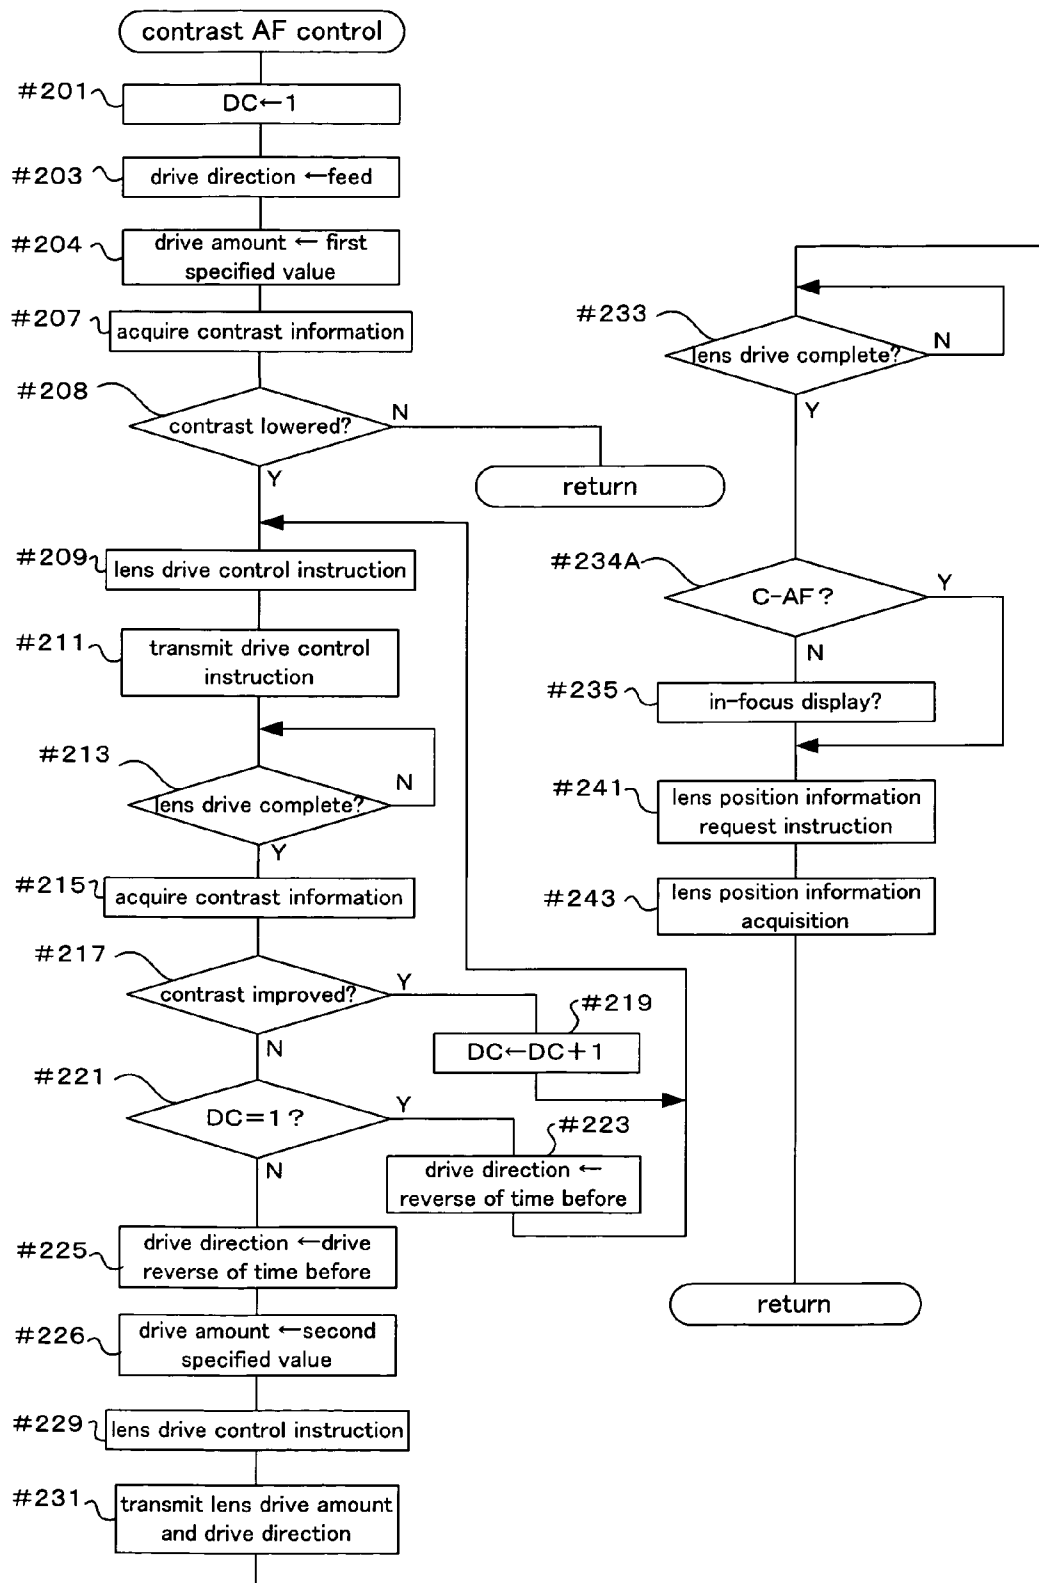 contrast AF control
#201
DC←1
#203
drive direction ←feed
#204
drive amount ← first
specified value
#207
acquire contrast information
#208
contrast lowered?
N
Y
return
#209
lens drive control instruction
#211
transmit drive control
instruction
#213
lens drive complete?
N
Y
#215
acquire contrast information
#217
contrast improved?
Y
N
#219
DC←DC+1
#221
DC=1?
Y
N
#223
drive direction ←
reverse of time before
#225
drive direction ←drive
reverse of time before
#226
drive amount ←second
specified value
#229
lens drive control instruction
#231
transmit lens drive amount
and drive direction
#233
lens drive complete?
N
Y
#234A
C-AF?
Y
N
#235
in-focus display?
#241
lens position information
request instruction
#243
lens position information
acquisition
return